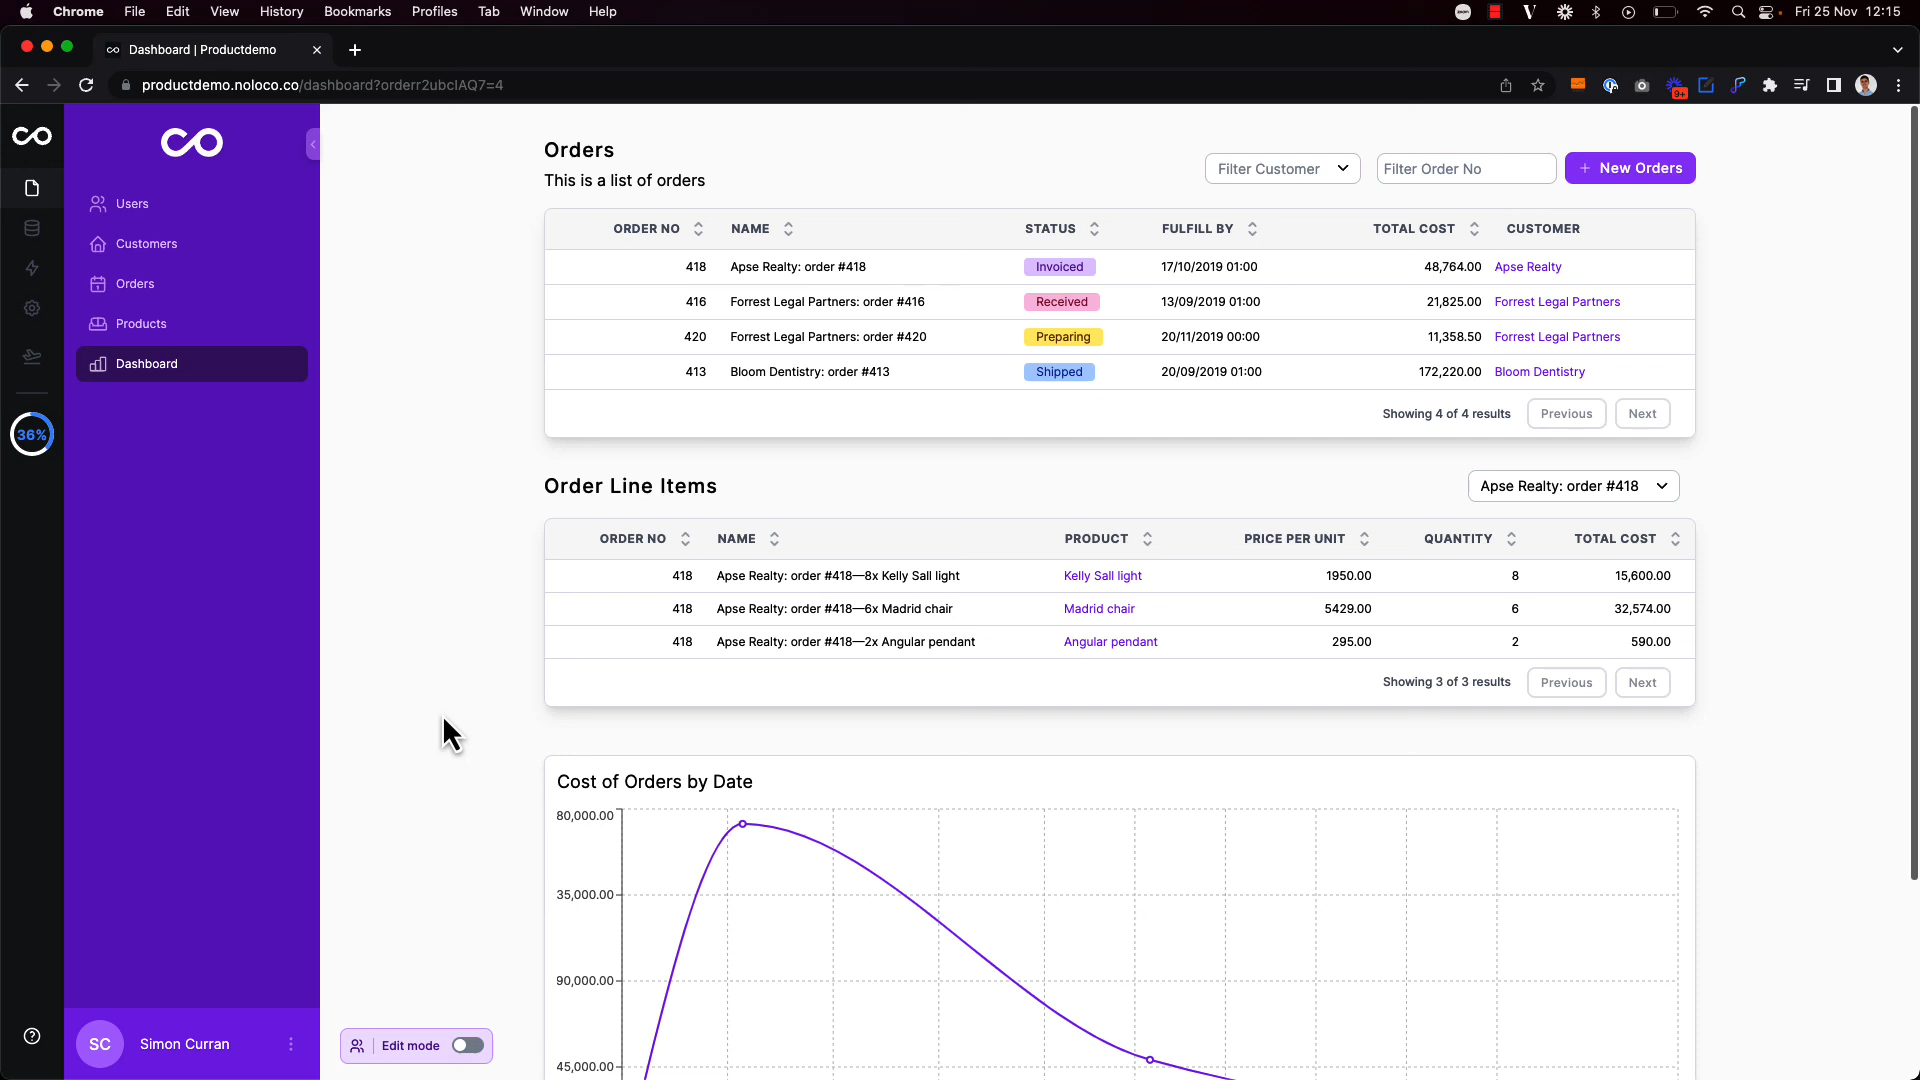 Chrome File Edit View History Bookmarks Profiles Tab Window Help
zoom
Fri 25 Nov 12:15
Dashboard | Productdemo
productdemo.noloco.co/dashboard?orderr2ubcIAQ7=4
9+
Users
Customers
Orders
Products
Dashboard
36%
SC Simon Curran
Edit mode
Orders
This is a list of orders
Filter Customer Filter Order No + New Orders
ORDER NO NAME STATUS FULFILL BY TOTAL COST CUSTOMER
418 Apse Realty: order #418 Invoiced 17/10/2019 01:00 48,764.00 Apse Realty
416 Forrest Legal Partners: order #416 Received 13/09/2019 01:00 21,825.00 Forrest Legal Partners
420 Forrest Legal Partners: order #420 Preparing 20/11/2019 00:00 11,358.50 Forrest Legal Partners
413 Bloom Dentistry: order #413 Shipped 20/09/2019 01:00 172,220.00 Bloom Dentistry
Showing 4 of 4 results Previous Next
Order Line Items
Apse Realty: order #418
ORDER NO NAME PRODUCT PRICE PER UNIT QUANTITY TOTAL COST
418 Apse Realty: order #418—8x Kelly Sall light Kelly Sall light 1950.00 8 15,600.00
418 Apse Realty: order #418—6x Madrid chair Madrid chair 5429.00 6 32,574.00
418 Apse Realty: order #418—2x Angular pendant Angular pendant 295.00 2 590.00
Showing 3 of 3 results Previous Next
Cost of Orders by Date
80,000.00
35,000.00
90,000.00
45,000.00